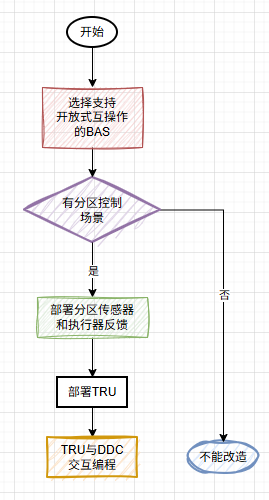 开始
选择支持
开放式互操作
的BAS
有分区控制
场景
是
否
部署分区传感器
和执行器反馈
部署TRU
TRU与DDC
交互编程
不能改造